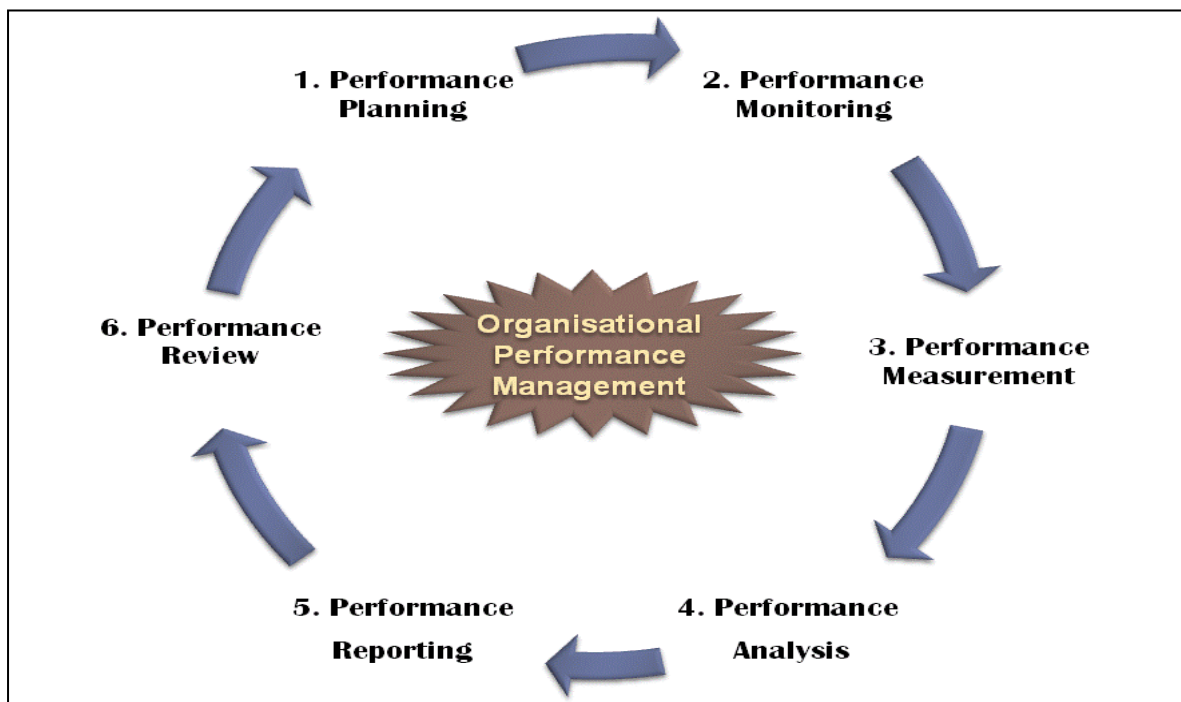 1. Performance
Planning
2. Performance
Monitoring
3. Performance
Measurement
4. Performance
Analysis
5. Performance
Reporting
6. Performance
Review
Organisational
Performance
Management